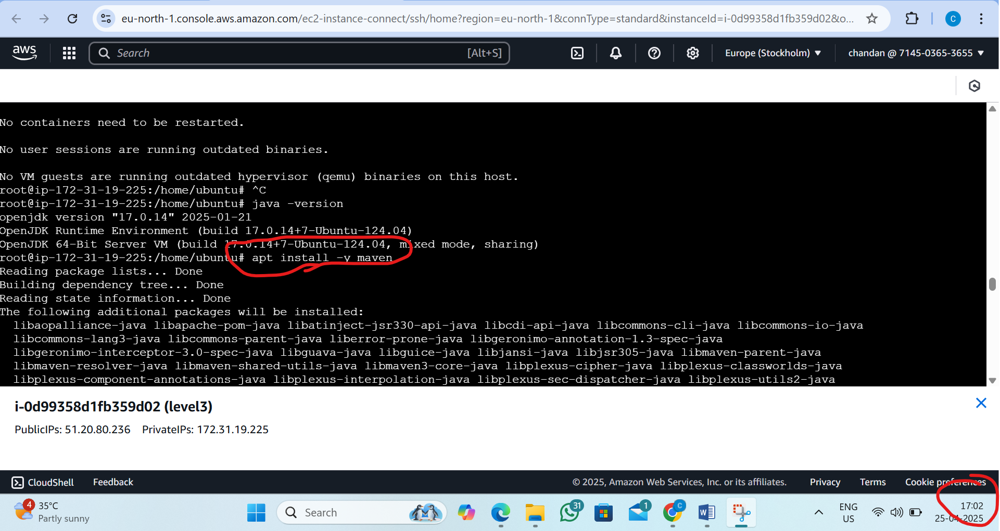 eu-north-1.console.aws.amazon.com/ec2-instance-connect/ssh/home?region=eu-north-1&connType=standard&instanceId=i-0d99358d1fb359d02&o...
C
aws
Search [Alt+S]
Europe (Stockholm)
chandan @ 7145-0365-3655
No containers need to be restarted.
No user sessions are running outdated binaries.
No VM guests are running outdated hypervisor (qemu) binaries on this host.
root@ip-172-31-19-225:/home/ubuntu# ^C
root@ip-172-31-19-225:/home/ubuntu# java -version
openjdk version "17.0.14" 2025-01-21
OpenJDK Runtime Environment (build 17.0.14+7-Ubuntu-124.04)
OpenJDK 64-Bit Server VM (build 17.0.14+7-Ubuntu-124.04, mixed mode, sharing)
root@ip-172-31-19-225:/home/ubuntu# apt install -y maven
Reading package lists... Done
Building dependency tree... Done
Reading state information... Done
The following additional packages will be installed:
libaopalliance-java libapache-pom-java libatinject-jsr330-api-java libcdi-api-java libcommons-cli-java libcommons-io-java
libcommons-lang3-java libcommons-parent-java liberror-prone-java libgeronimo-annotation-1.3-spec-java
libgeronimo-interceptor-3.0-spec-java libguava-java libguice-java libjansi-java libjsr305-java libmaven-parent-java
libmaven-resolver-java libmaven-shared-utils-java libmaven3-core-java libplexus-cipher-java libplexus-classworlds-java
libplexus-component-annotations-java libplexus-interpolation-java libplexus-sec-dispatcher-java libplexus-utils2-java
i-0d99358d1fb359d02 (level3)
PublicIPs: 51.20.80.236 PrivateIPs: 172.31.19.225
CloudShell Feedback © 2025, Amazon Web Services, Inc. or its affiliates. Privacy Terms Cookie preferences
4
35°C
Partly sunny
Search
31
1
C
W
ENG
US
17:02
25-04-2025